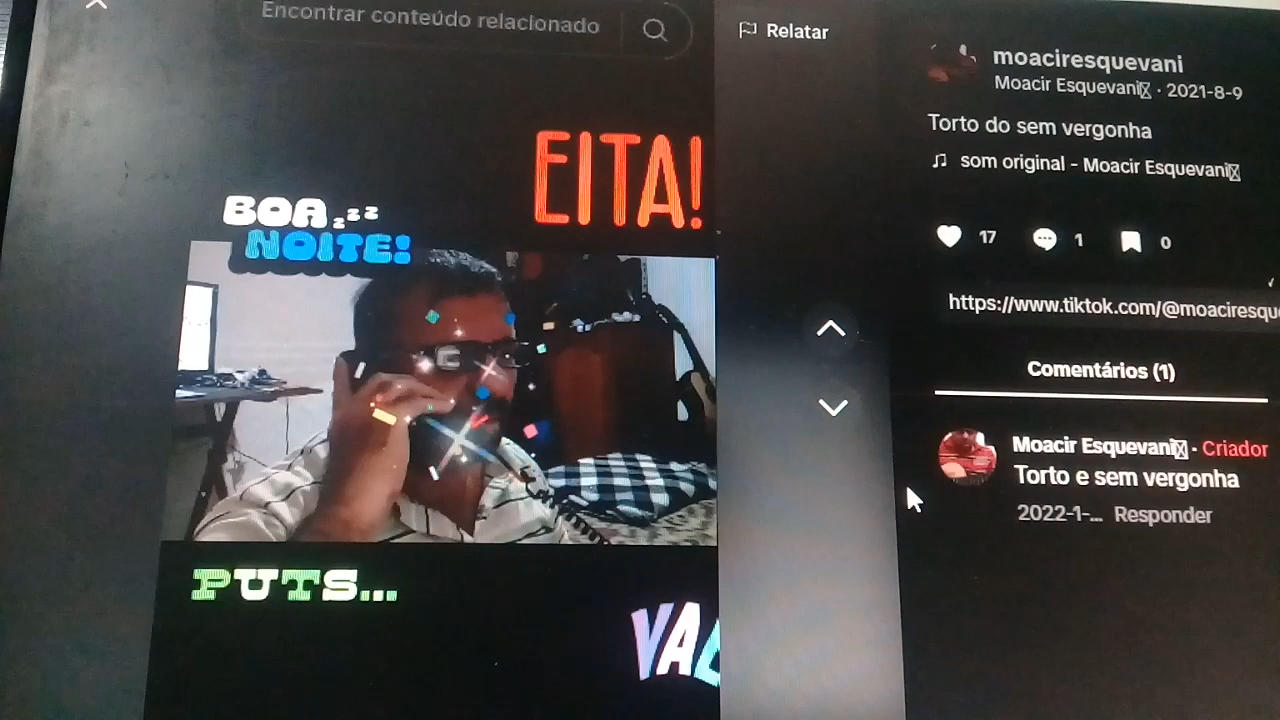 Encontrar conteúdo relacionado
Relatar
EITA!
BOA zzz
NOITE!
PUTS...
moaciresquevani
Moacir Esquevani · 2021-8-9
Torto do sem vergonha
som original - Moacir Esquevani
17
1
0
https://www.tiktok.com/@moaciresque
Comentários (1)
Moacir Esquevani · Criador
Torto e sem vergonha
2022-1-... Responder